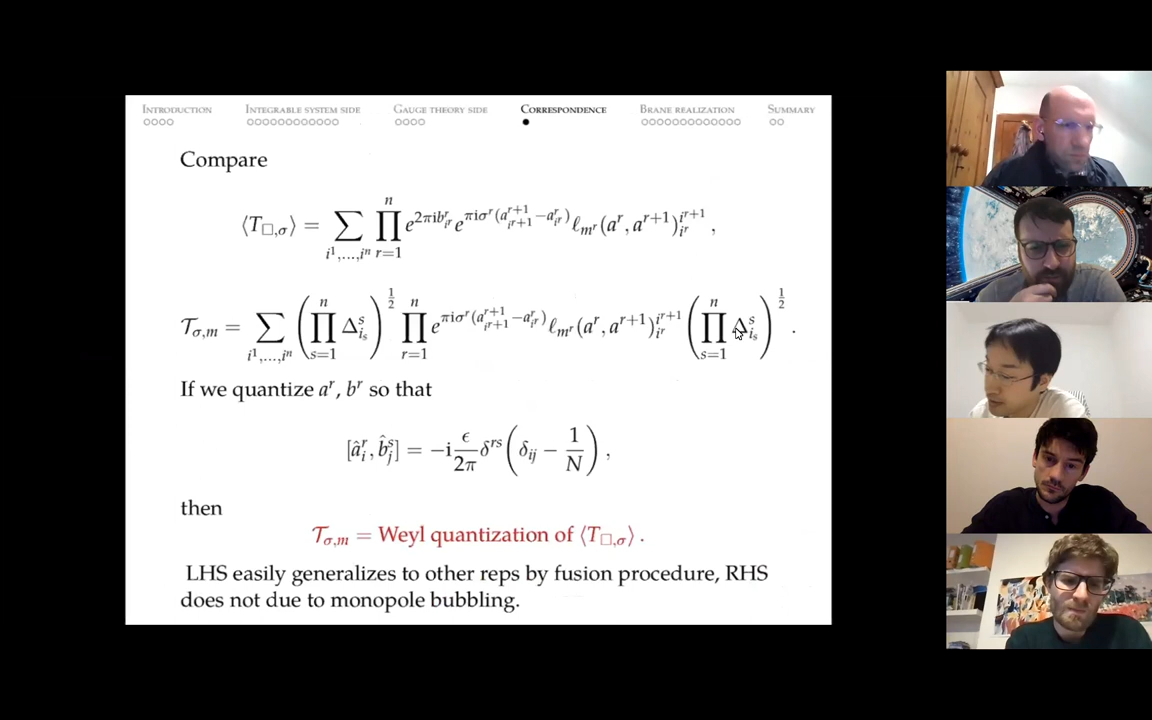 INTRODUCTION INTEGRABLE SYSTEM SIDE GAUGE THEORY SIDE CORRESPONDENCE BRANE REALIZATION SUMMARY
Compare
⟨T_{□,σ}⟩ = ∑_{i^1,...,i^n} ∏_{r=1}^{n} e^{2πib^r_{i^r}} e^{πiσ^r(a^{r+1}_{i^{r+1}}−a^r_{i^r})} ℓ_{m^r}(a^r, a^{r+1})^{i^{r+1}}_{i^r} ,
𝒯_{σ,m} = ∑_{i^1,...,i^n} (∏_{s=1}^{n} Δ^s_{i_s})^{1/2} ∏_{r=1}^{n} e^{πiσ^r(a^{r+1}_{i^{r+1}}−a^r_{i^r})} ℓ_{m^r}(a^r, a^{r+1})^{i^{r+1}}_{i^r} (∏_{s=1}^{n} Δ^s_{i_s})^{1/2} .
If we quantize a^r, b^r so that
[â^r_i, b̂^s_j] = −i ϵ/2π δ^{rs} (δ_{ij} − 1/N) ,
then
𝒯_{σ,m} = Weyl quantization of ⟨T_{□,σ}⟩ .
LHS easily generalizes to other reps by fusion procedure, RHS
does not due to monopole bubbling.